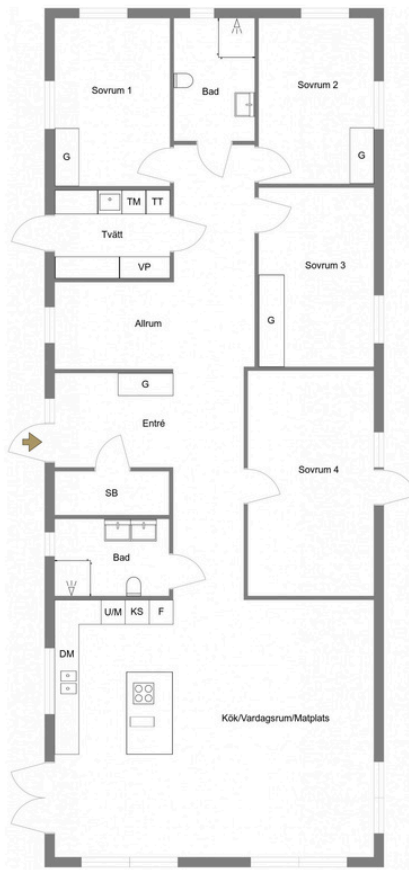 Sovrum 1
Bad
Sovrum 2
G
G
TM
TT
Tvätt
VP
Sovrum 3
G
Allrum
G
Entré
SB
Sovrum 4
Bad
U/M
KS
F
DM
Kök/Vardagsrum/Matplats